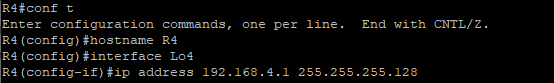 R4#conf t
Enter configuration commands, one per line.  End with CNTL/Z.
R4(config)#hostname R4
R4(config)#interface Lo4
R4(config-if)#ip address 192.168.4.1 255.255.255.128